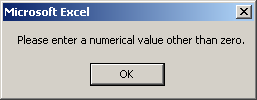 Microsoft Excel
Please enter a numerical value other than zero.
OK